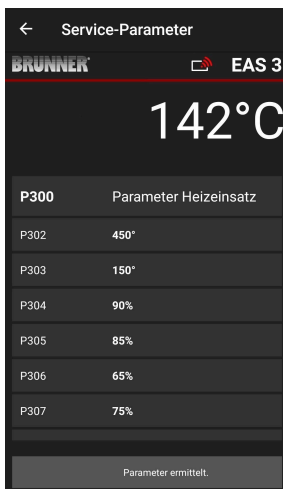 ← Service-Parameter
BRUNNER EAS 3
142°C
P300 Parameter Heizeinsatz
P302 450°
P303 150°
P304 90%
P305 85%
P306 65%
P307 75%
Parameter ermittelt.